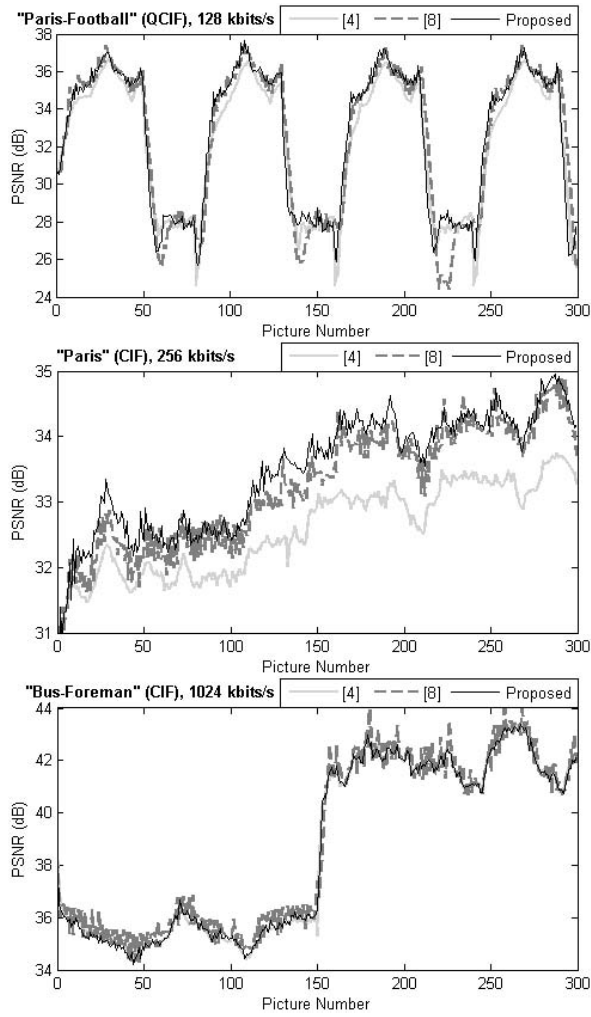 "Paris-Football" (QCIF), 128 kbits/s [4] [8] Proposed
38
36
34
32
30
28
26
24
PSNR (dB)
0 50 100 150 200 250 300
Picture Number
"Paris" (CIF), 256 kbits/s [4] [8] Proposed
35
34
33
32
31
PSNR (dB)
0 50 100 150 200 250 300
Picture Number
"Bus-Foreman" (CIF), 1024 kbits/s [4] [8] Proposed
44
42
40
38
36
34
PSNR (dB)
0 50 100 150 200 250 300
Picture Number